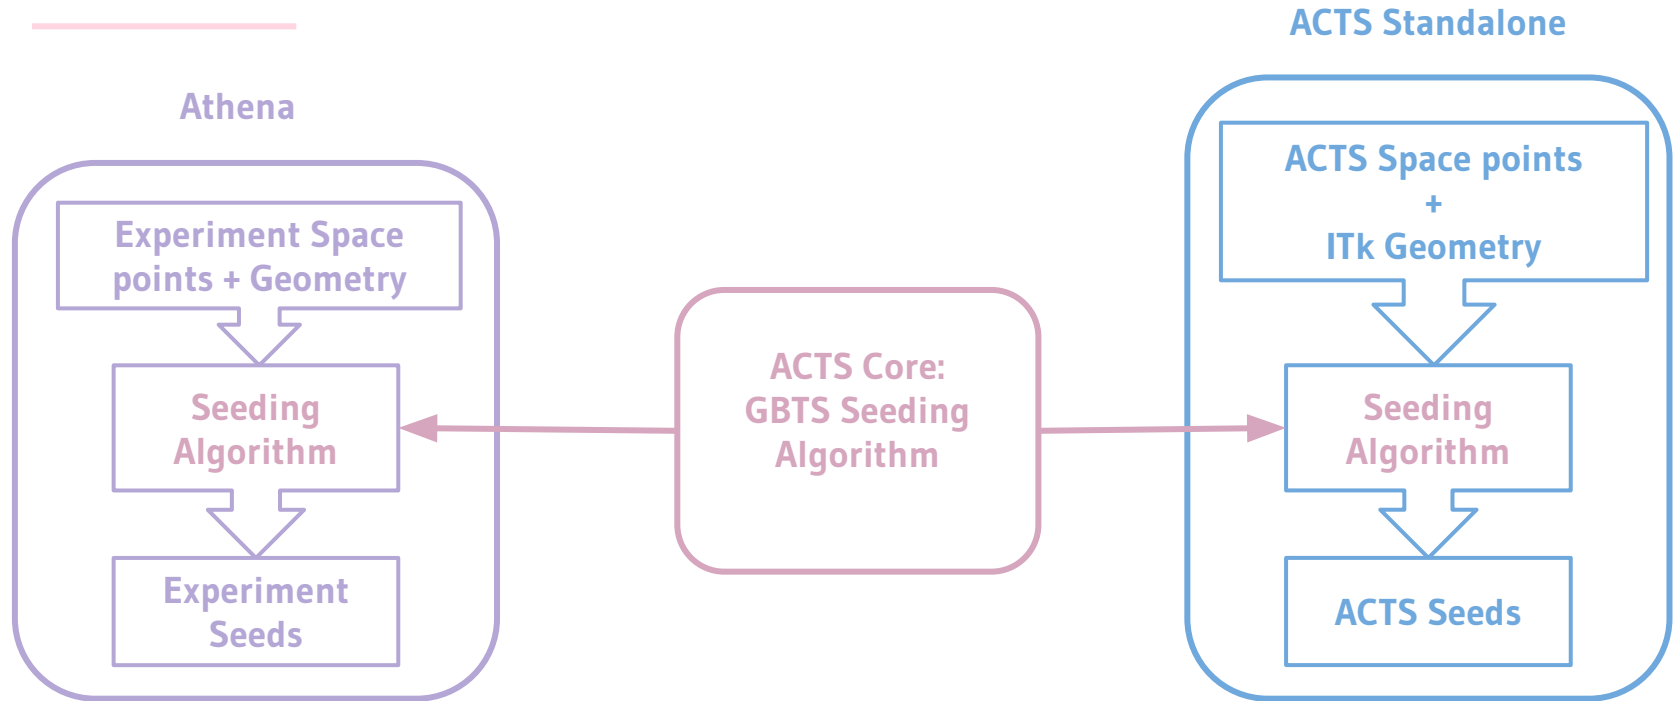 Athena
Experiment Space
points + Geometry
Seeding
Algorithm
Experiment
Seeds
ACTS Core:
GBTS Seeding
Algorithm
ACTS Standalone
ACTS Space points
+
ITk Geometry
Seeding
Algorithm
ACTS Seeds